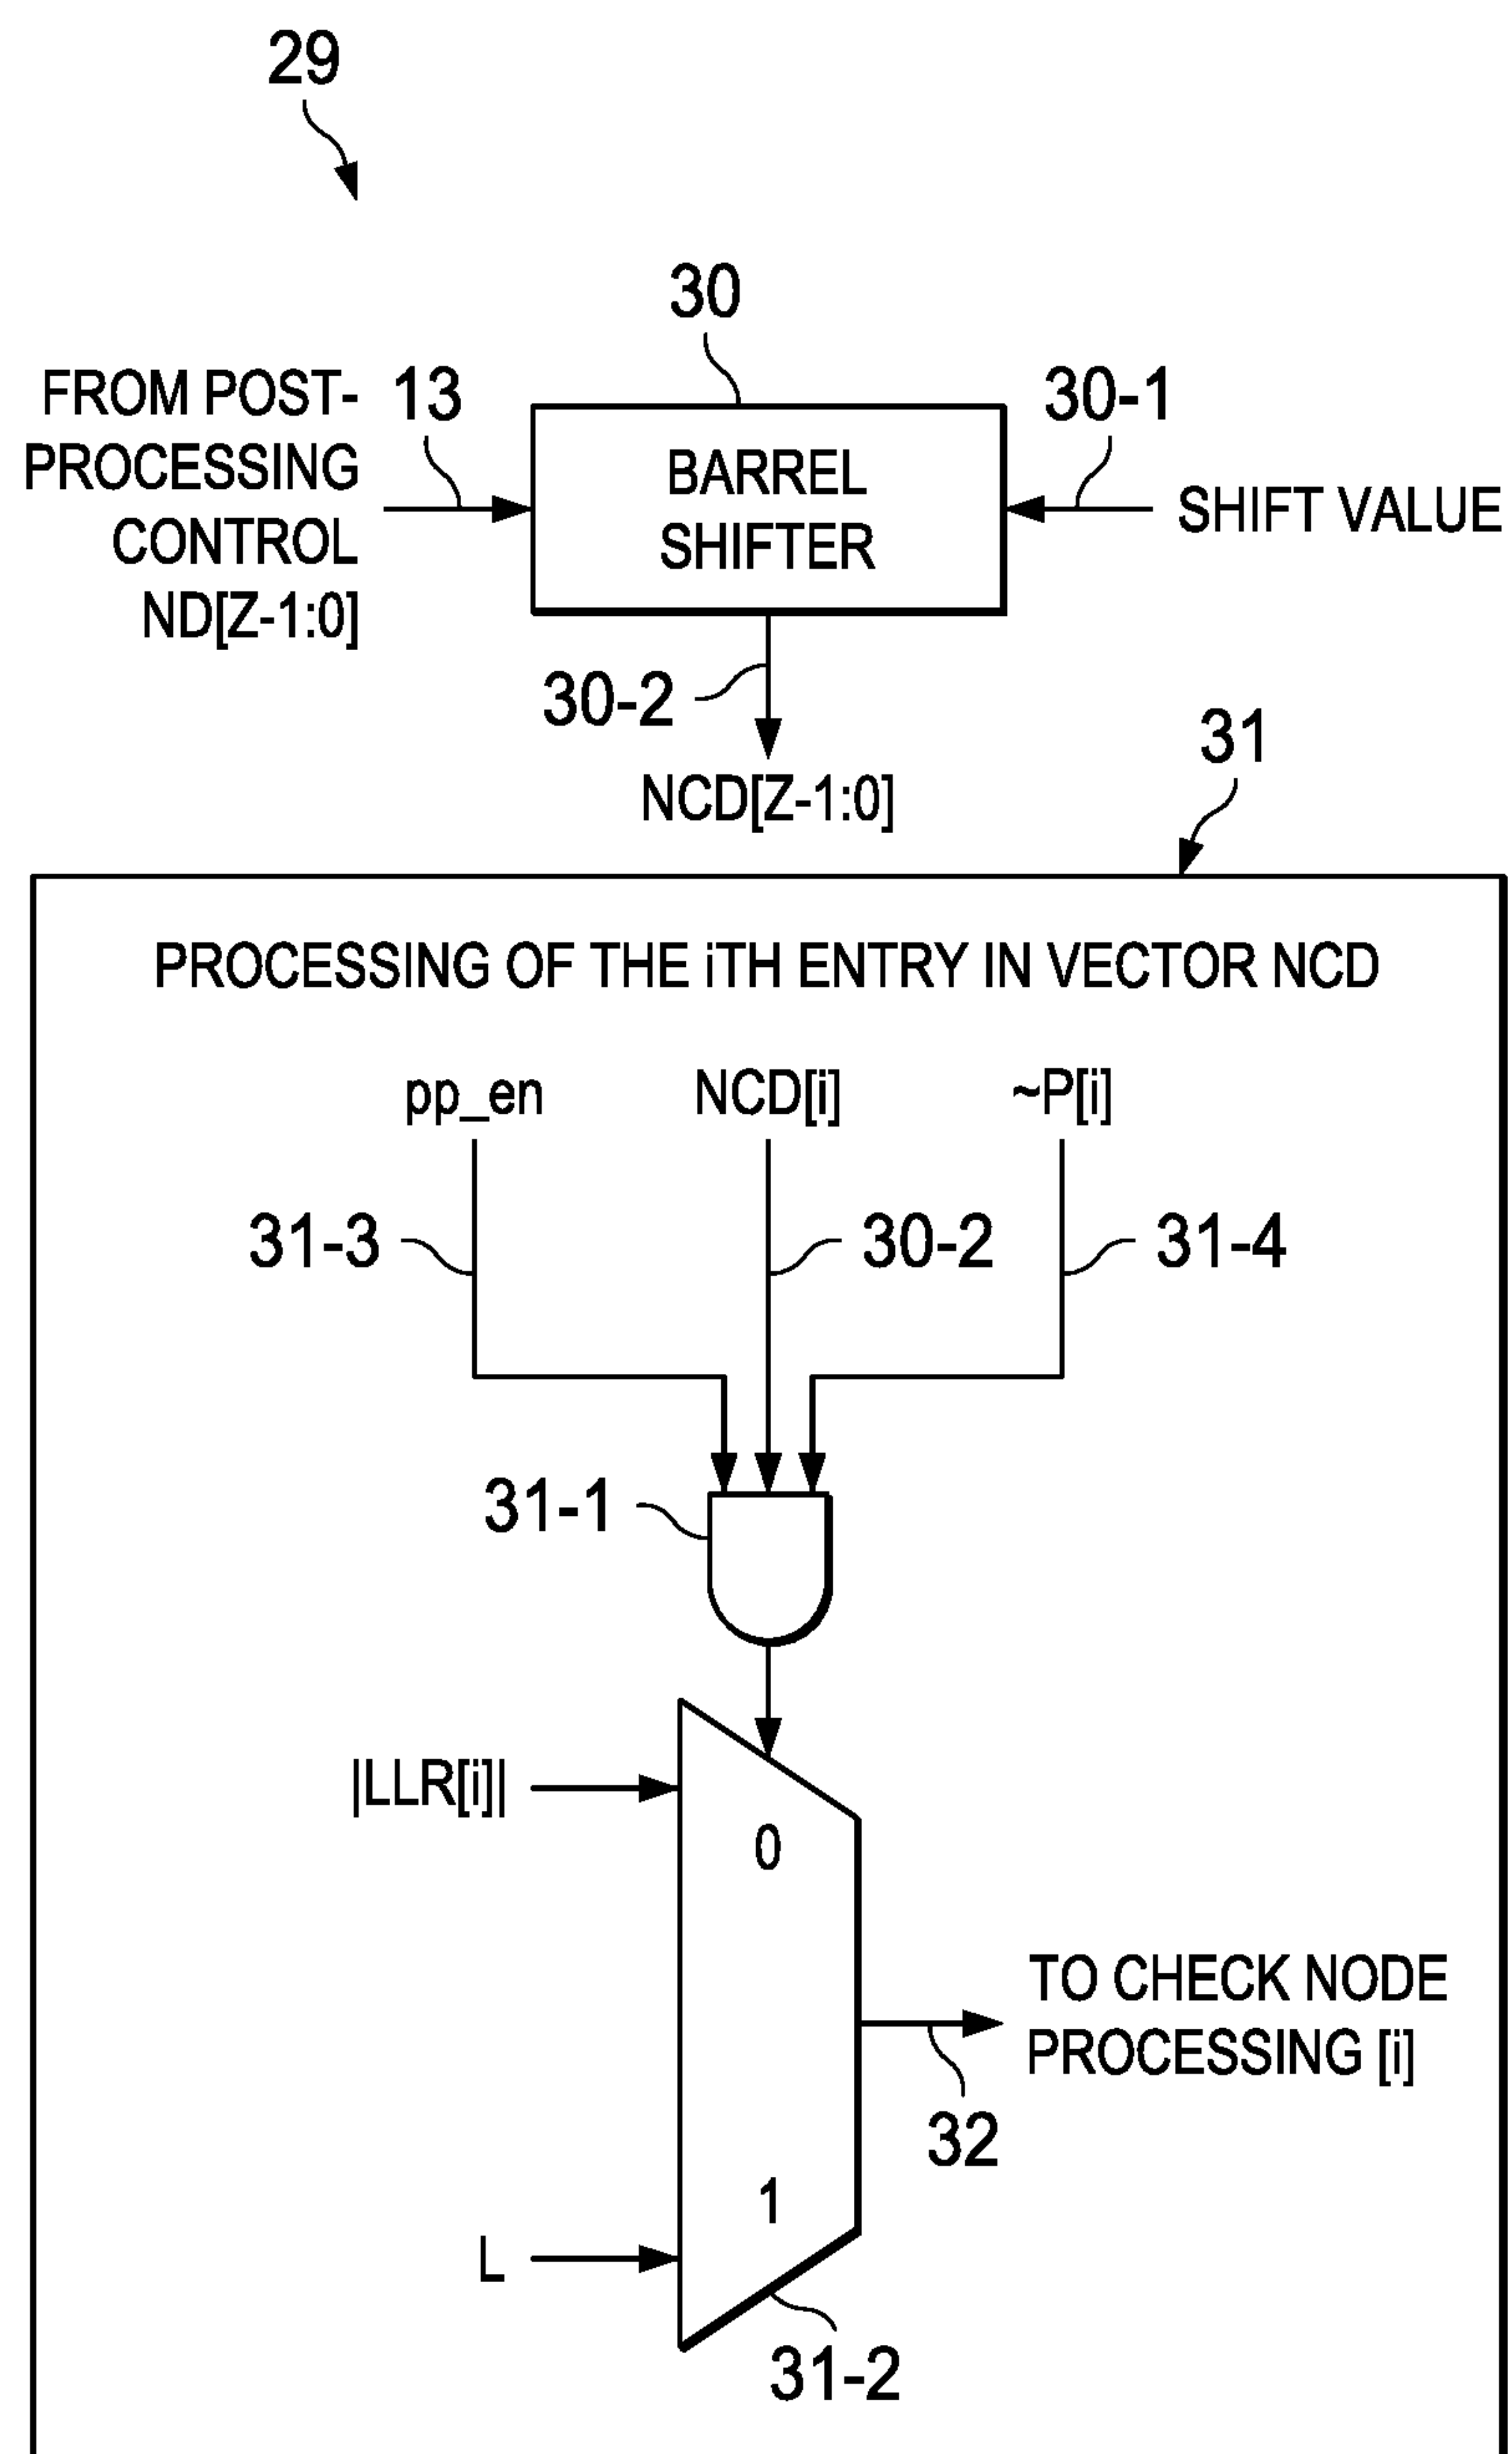 29
30
FROM POST-
PROCESSING
CONTROL
ND[Z-1:0]
13
BARREL
SHIFTER
30-1
SHIFT VALUE
30-2
NCD[Z-1:0]
31
PROCESSING OF THE iTH ENTRY IN VECTOR NCD
pp_en
NCD[i]
~P[i]
31-3
30-2
31-4
31-1
|LLR[i]|
0
TO CHECK NODE
PROCESSING [i]
32
1
L
31-2